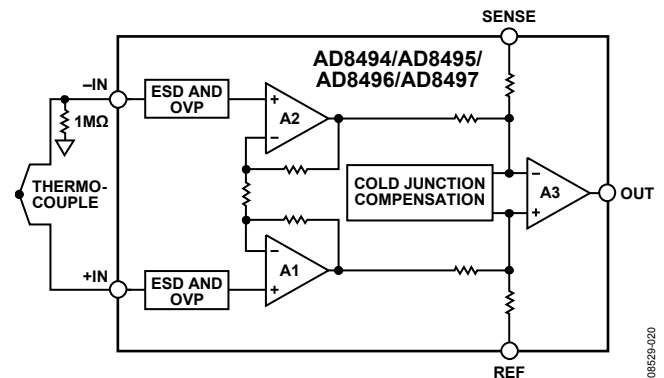 SENSE
AD8494/AD8495/
AD8496/AD8497
–IN
ESD AND
OVP
A2
1MΩ
THERMO-
COUPLE
COLD JUNCTION
COMPENSATION
A3
OUT
+IN
ESD AND
OVP
A1
REF
08529-020